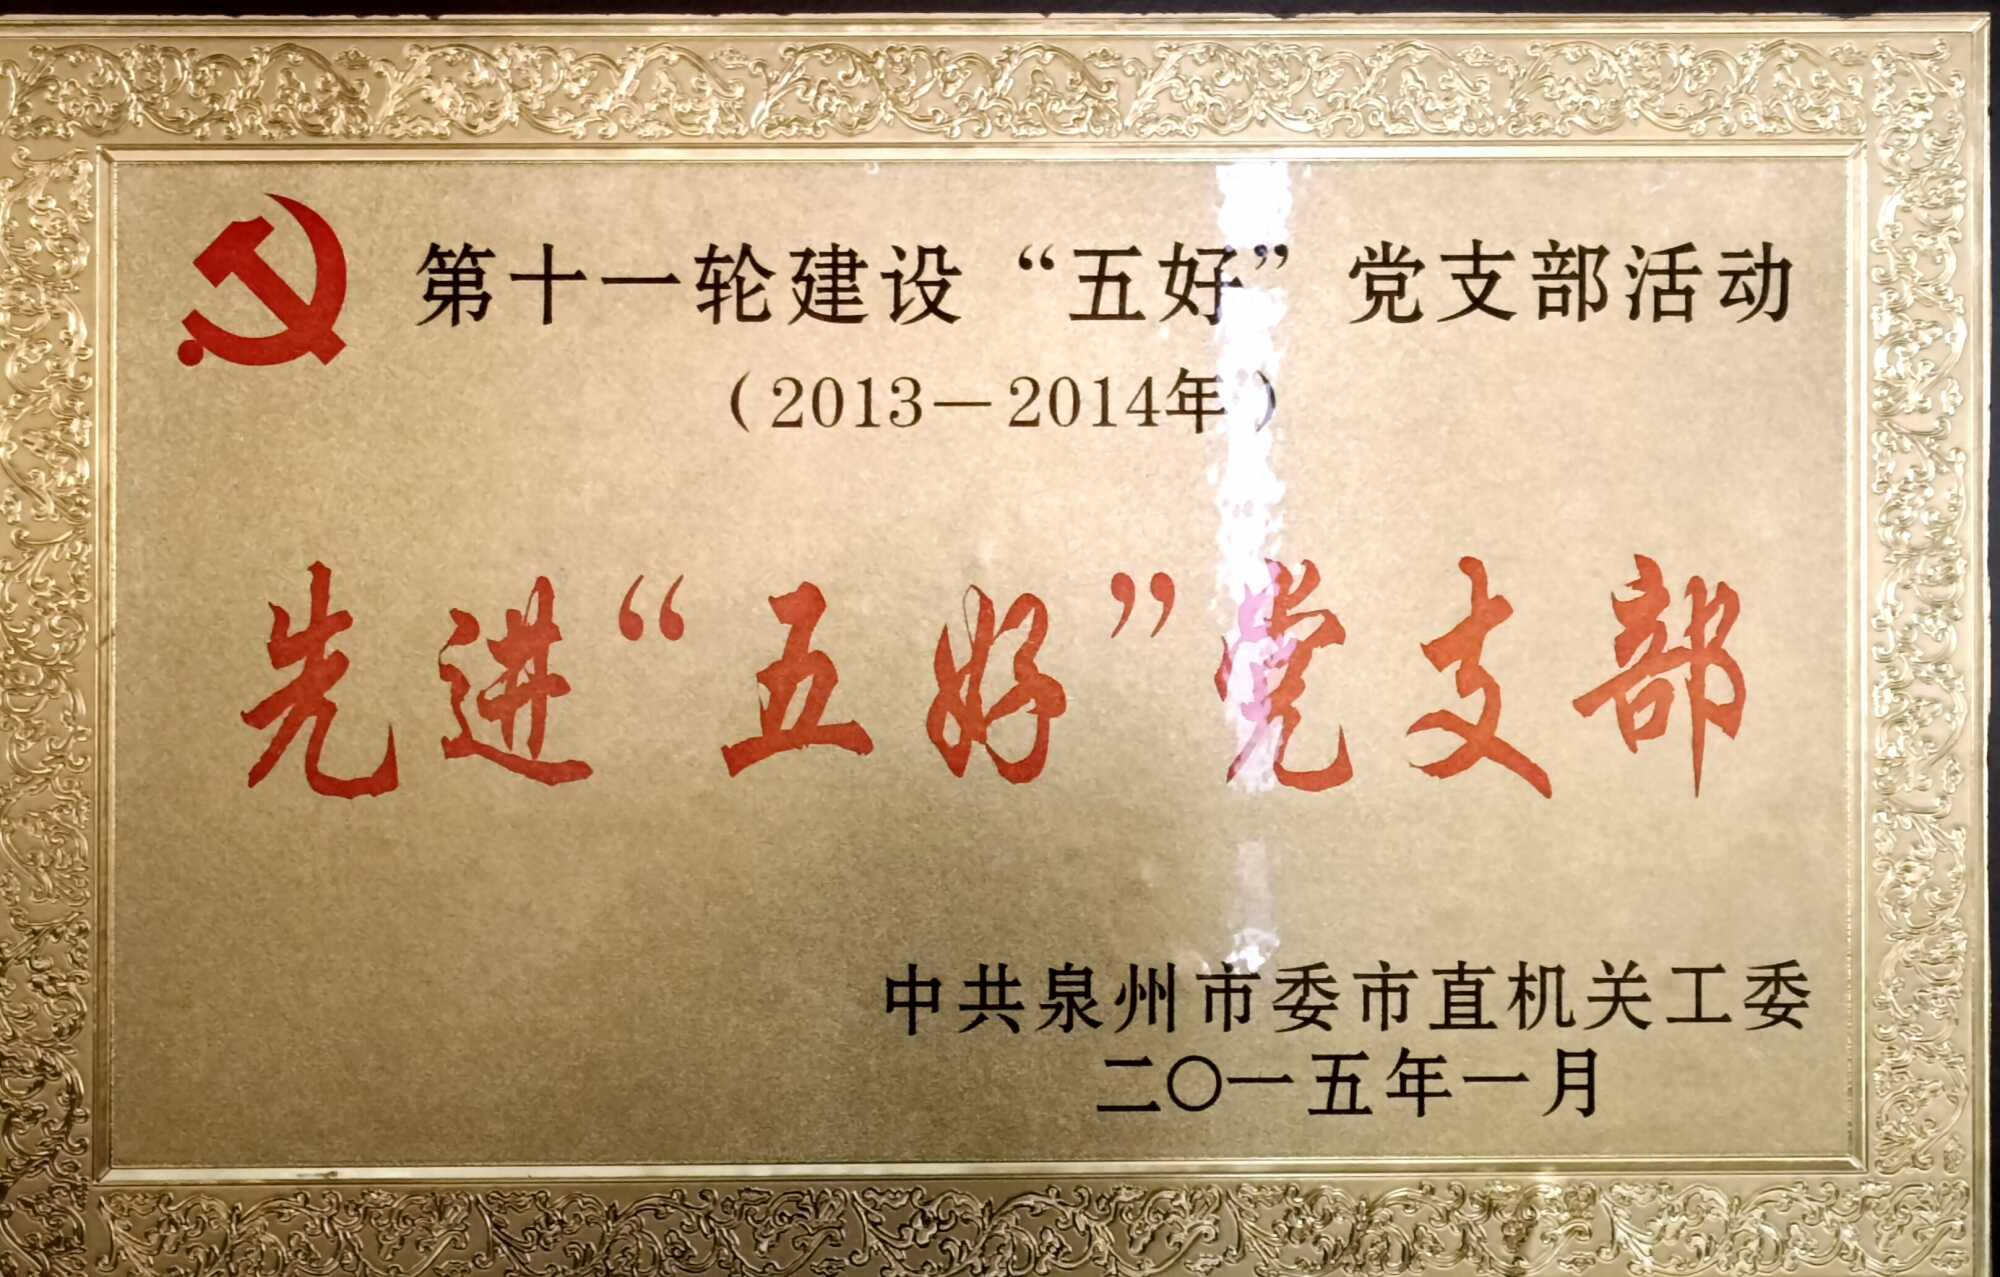 第十一轮建设“五好”党支部活动
（2013－2014年）
先进“五好”党支部
中共泉州市委市直机关工委
二〇一五年一月